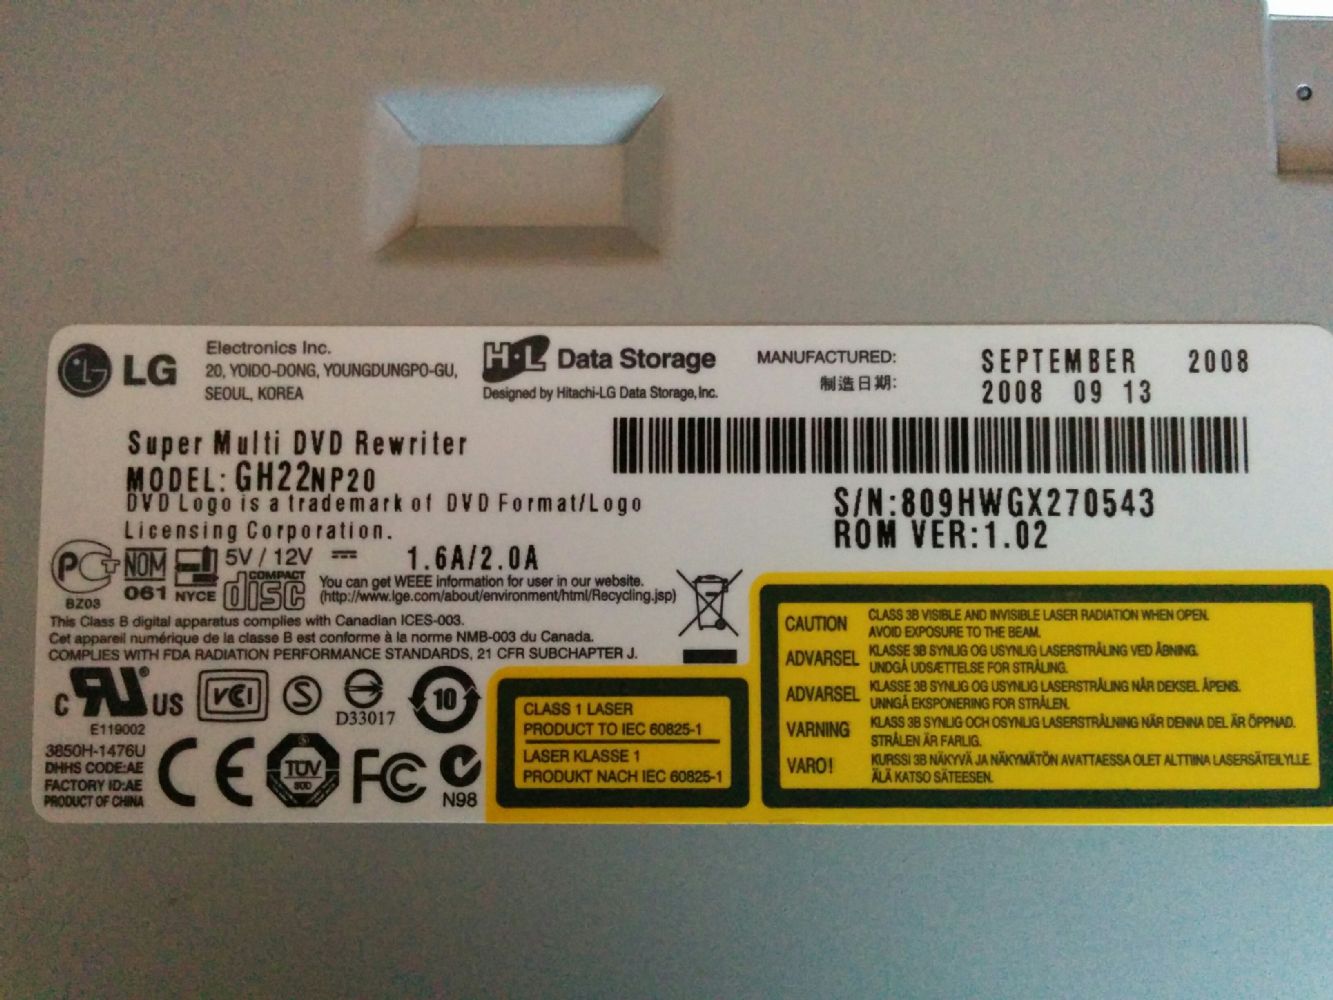 LG
Electronics Inc.
20, YOIDO-DONG, YOUNGDUNGPO-GU,
SEOUL, KOREA
H·L Data Storage
Designed by Hitachi-LG Data Storage, Inc.
MANUFACTURED: SEPTEMBER 2008
制造日期: 2008 09 13
Super Multi DVD Rewriter
MODEL: GH22NP20
DVD Logo is a trademark of DVD Format/Logo
Licensing Corporation.
S/N:809HWGX270543
ROM VER:1.02
PCT
BZ03
NOM
061
NYCE
5V / 12V ⎓ 1.6A/2.0A
COMPACT
disc
You can get WEEE information for user in our website.
(http://www.lge.com/about/environment/html/Recycling.jsp)
This Class B digital apparatus complies with Canadian ICES-003.
Cet appareil numérique de la classe B est conforme à la norme NMB-003 du Canada.
COMPLIES WITH FDA RADIATION PERFORMANCE STANDARDS, 21 CFR SUBCHAPTER J.
C RU® US
E119002
VCI
S
D33017
10
3850H-1476U
DHHS CODE:AE
FACTORY ID:AE
PRODUCT OF CHINA
CE
TÜV
FC
N98
CLASS 1 LASER
PRODUCT TO IEC 60825-1
LASER KLASSE 1
PRODUKT NACH IEC 60825-1
CAUTION CLASS 3B VISIBLE AND INVISIBLE LASER RADIATION WHEN OPEN.
AVOID EXPOSURE TO THE BEAM.
ADVARSEL KLASSE 3B SYNLIG OG USYNLIG LASERSTRÅLING VED ÅBNING.
UNDGÅ UDSÆTTELSE FOR STRÅLING.
ADVARSEL KLASSE 3B SYNLIG OG USYNLIG LASERSTRÅLING NÅR DEKSEL ÅPENS.
UNNGÅ EKSPONERING FOR STRÅLEN.
VARNING KLASS 3B SYNLIG OCH OSYNLIG LASERSTRÅLNING NÄR DENNA DEL ÄR ÖPPNAD.
STRÅLEN ÄR FARLIG.
VARO! KURSSI 3B NÄKYVÄ JA NÄKYMÄTÖN AVATTAESSA OLET ALTTIINA LASERSÄTEILYLLE.
ÄLÄ KATSO SÄTEESEN.